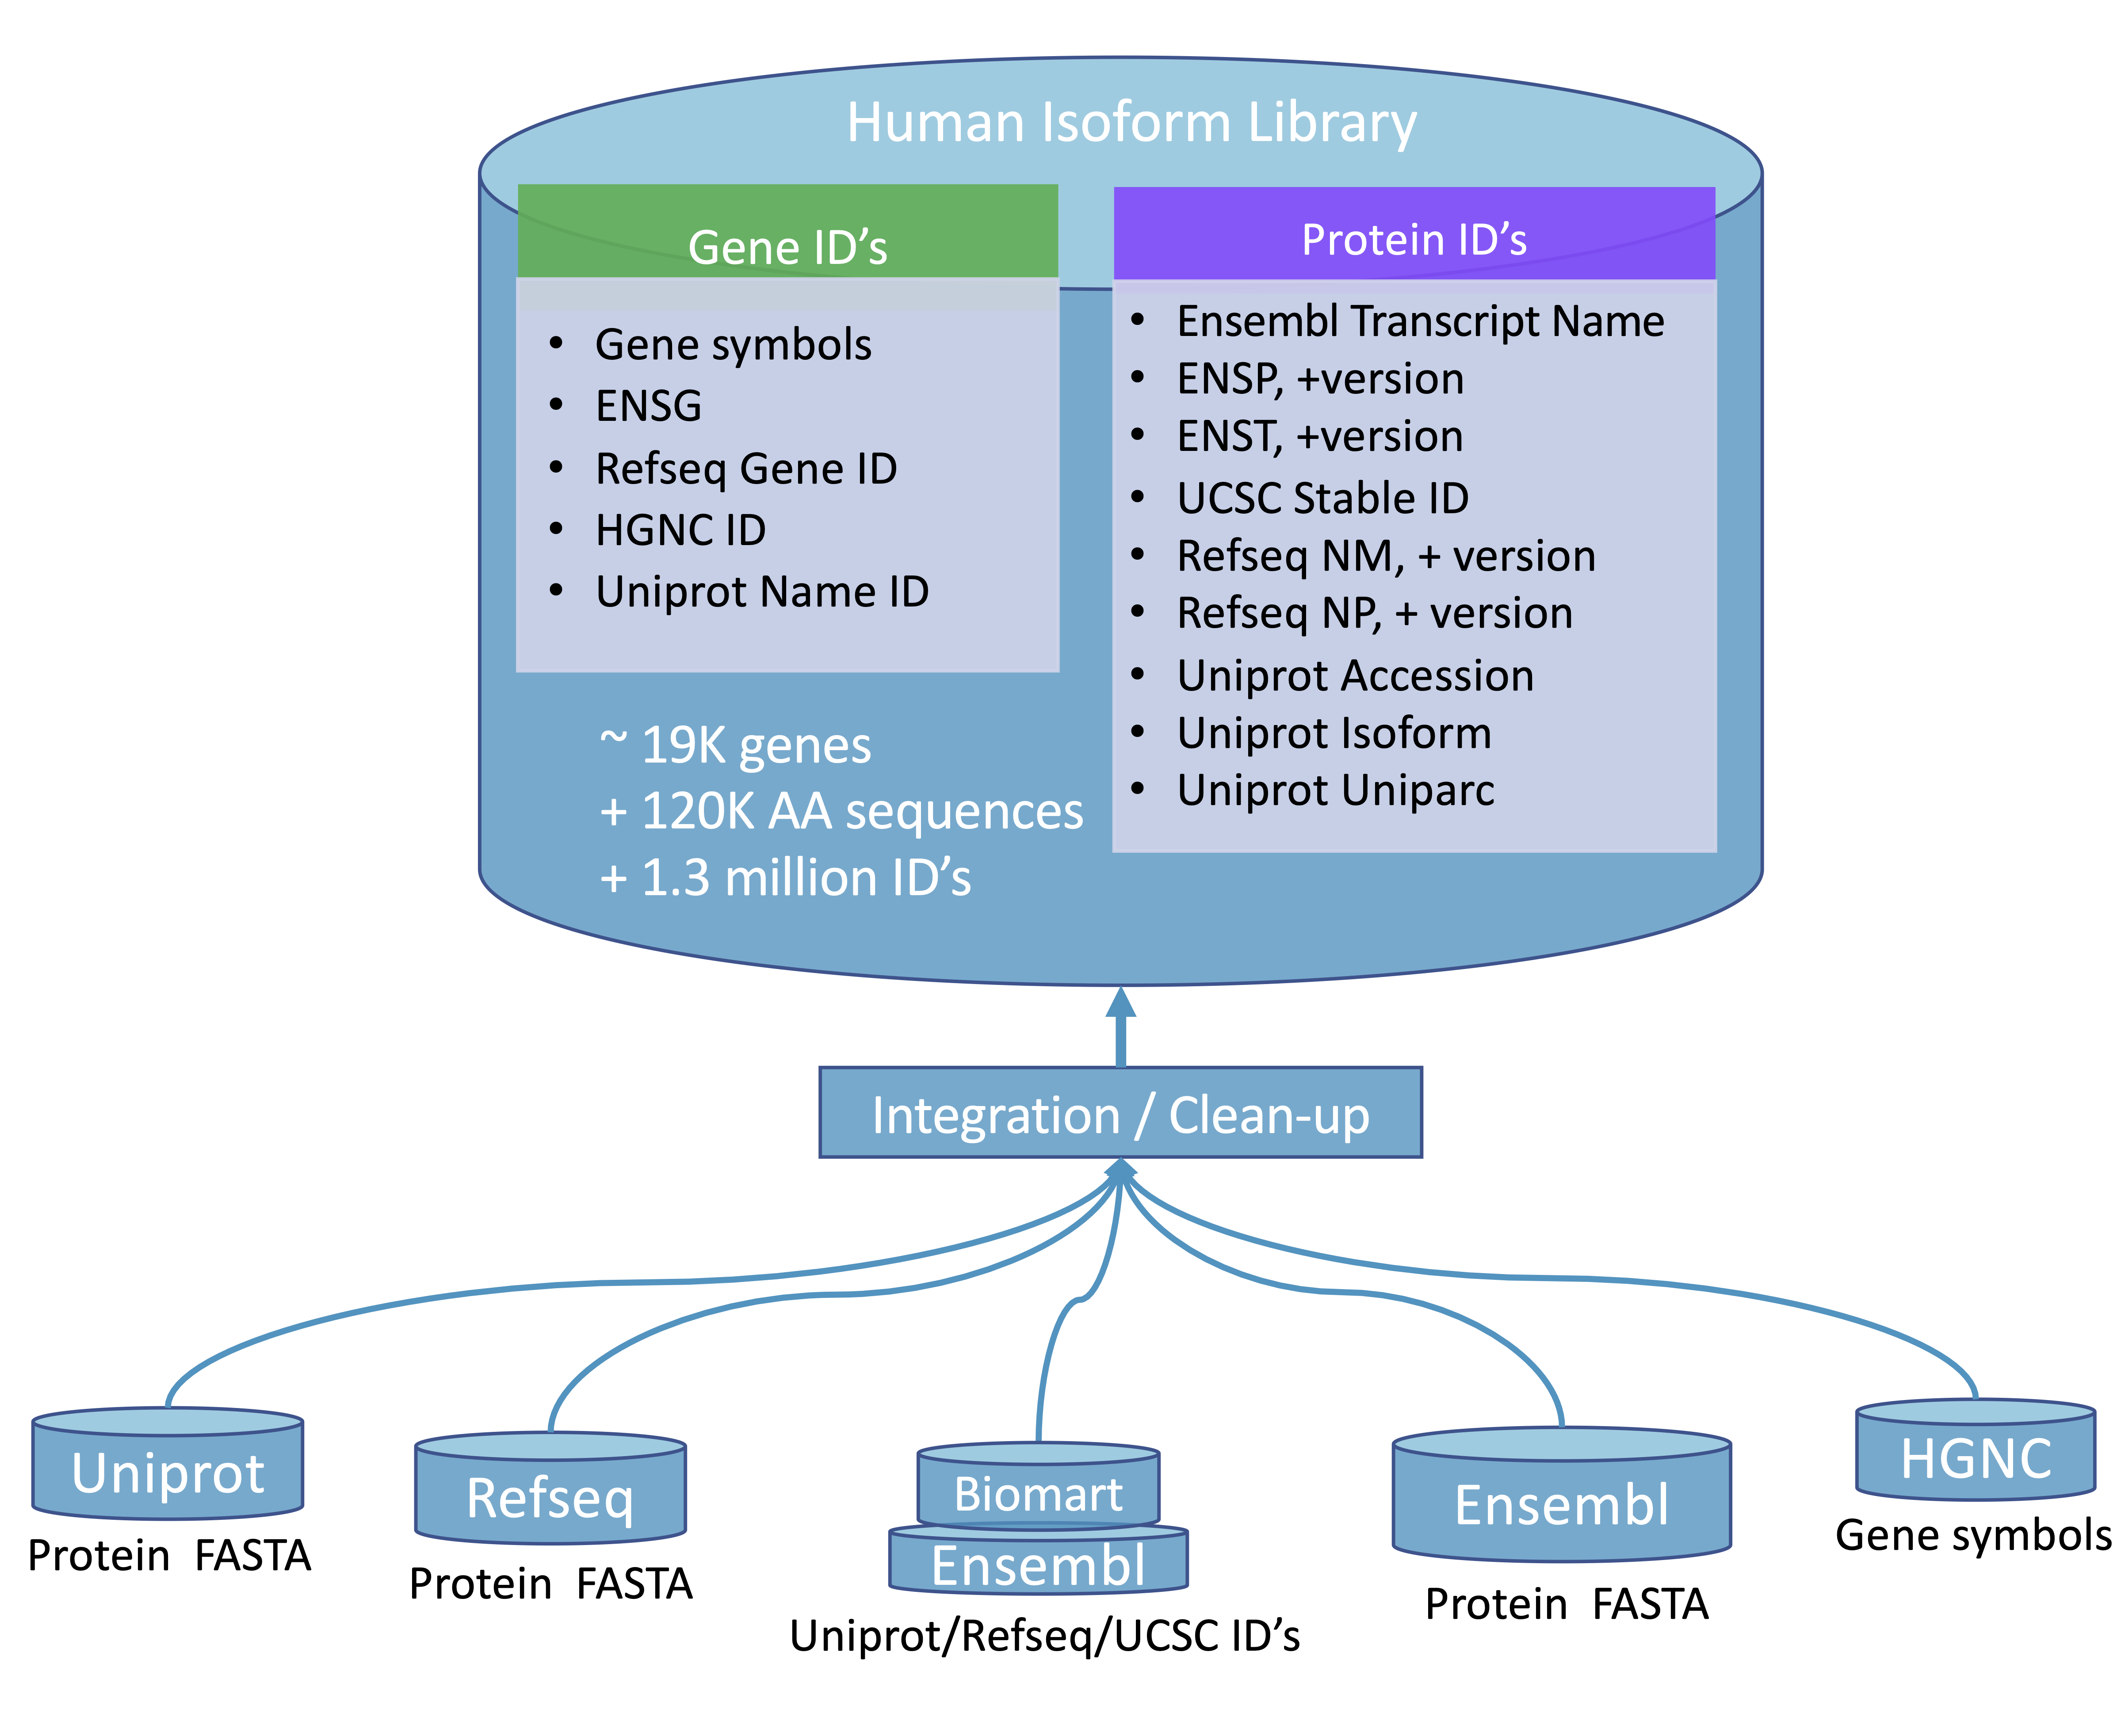 Human Isoform Library
Gene ID’s
• Gene symbols
• ENSG
• Refseq Gene ID
• HGNC ID
• Uniprot Name ID
Protein ID’s
• Ensembl Transcript Name
• ENSP, +version
• ENST, +version
• UCSC Stable ID
• Refseq NM, + version
• Refseq NP, + version
• Uniprot Accession
• Uniprot Isoform
• Uniprot Uniparc
~ 19K genes
+ 120K AA sequences
+ 1.3 million ID’s
Integration / Clean-up
Uniprot
Protein FASTA
Refseq
Protein FASTA
Biomart
Ensembl
Uniprot/Refseq/UCSC ID’s
Ensembl
Protein FASTA
HGNC
Gene symbols